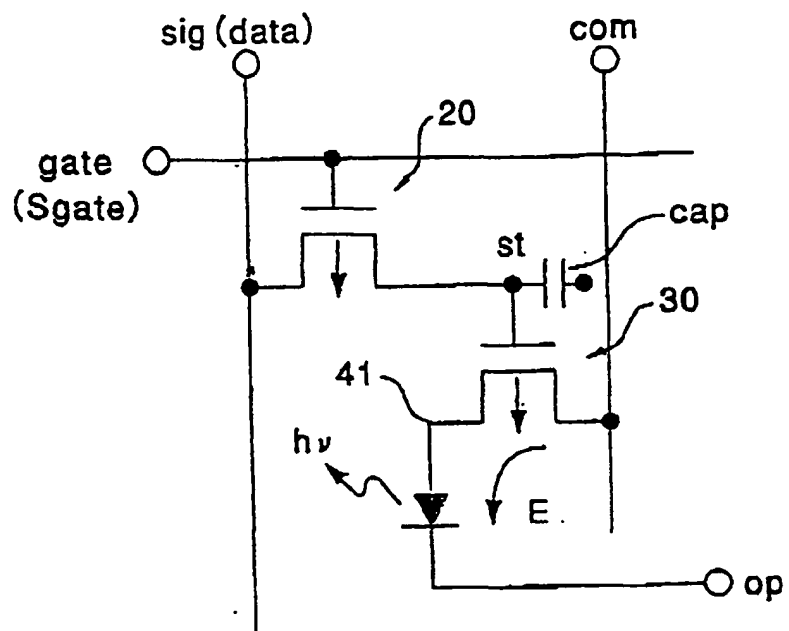 sig (data)
com
20
gate
(Sgate)
cap
st
30
41
hν
E
op